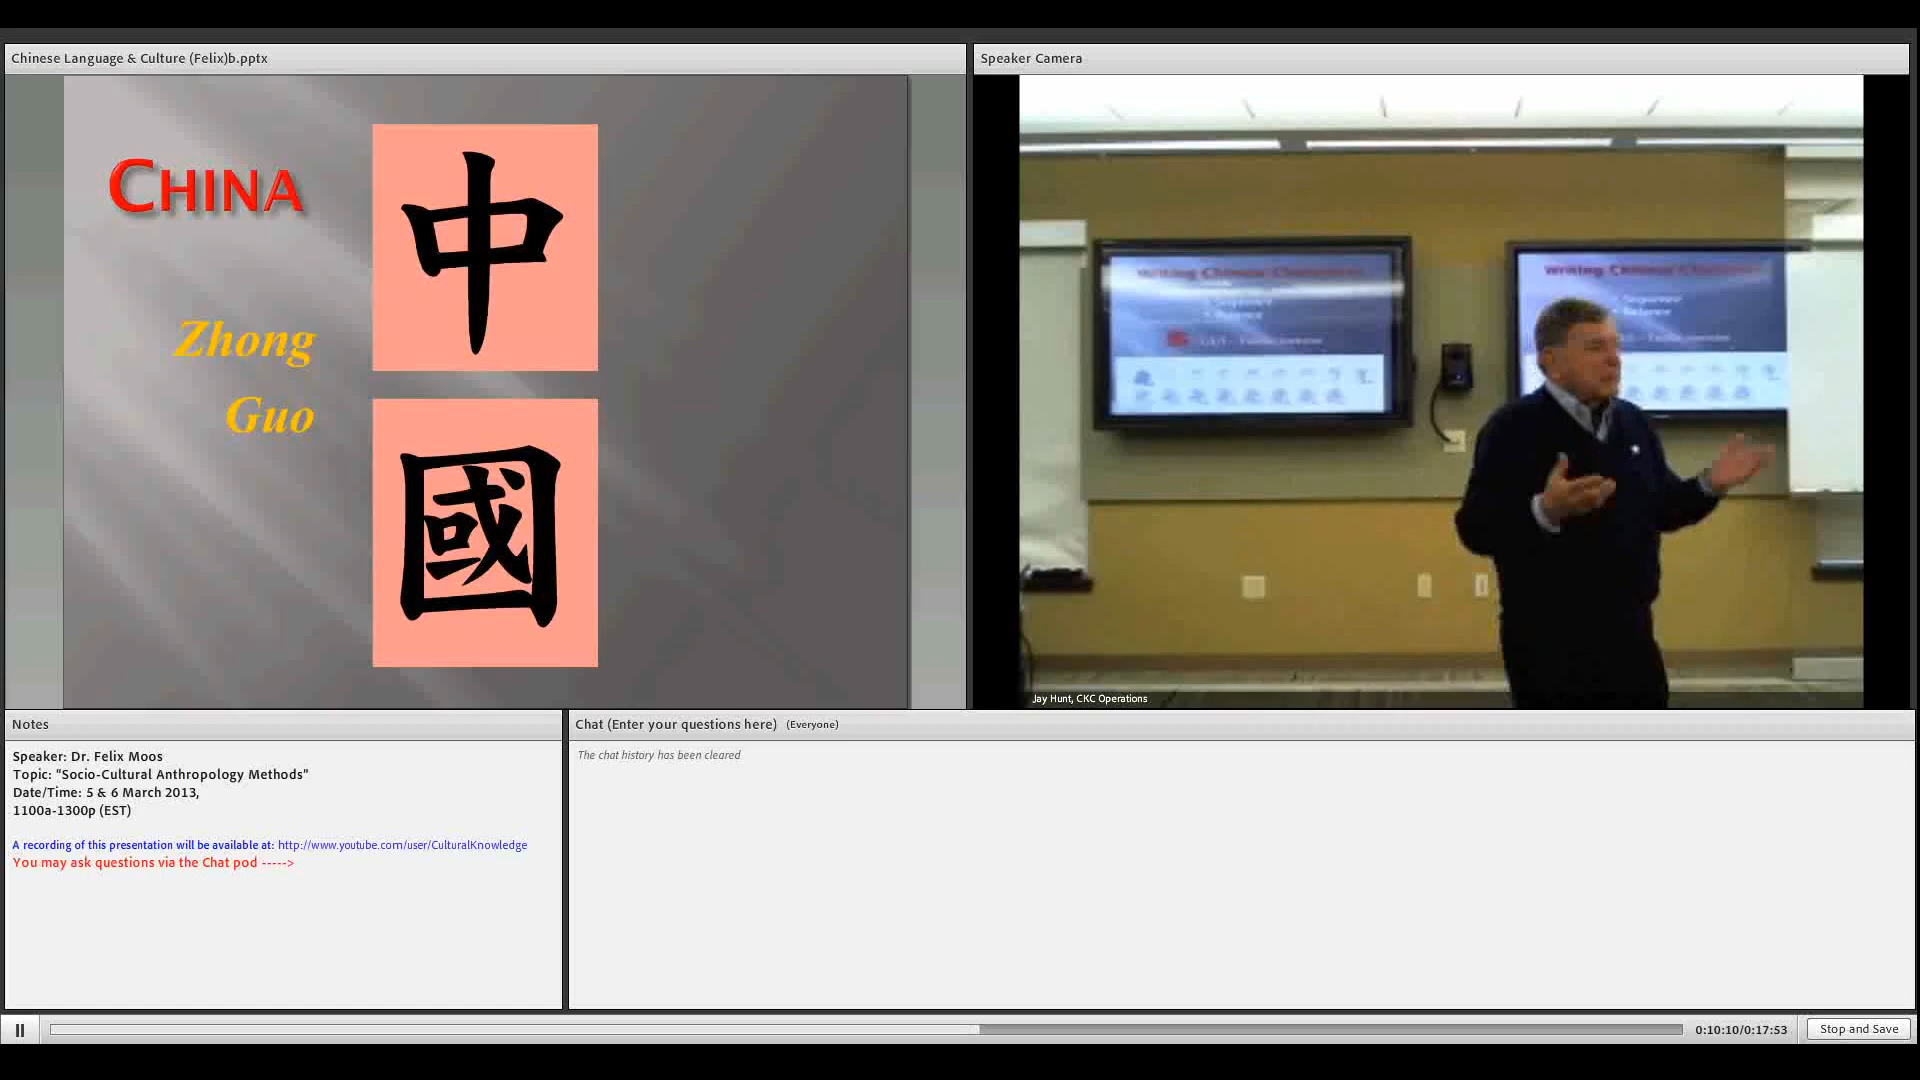 Chinese Language & Culture (Felix)b.pptx
CHINA
Zhong
Guo
中
國
Speaker Camera
Writing Chinese Characters
Jay Hunt, CKC Operations
Notes
Speaker: Dr. Felix Moos
Topic: "Socio-Cultural Anthropology Methods"
Date/Time: 5 & 6 March 2013,
1100a-1300p (EST)
A recording of this presentation will be available at: http://www.youtube.com/user/CulturalKnowledge
You may ask questions via the Chat pod ----->
Chat (Enter your questions here) (Everyone)
The chat history has been cleared
0:10:10/0:17:53
Stop and Save